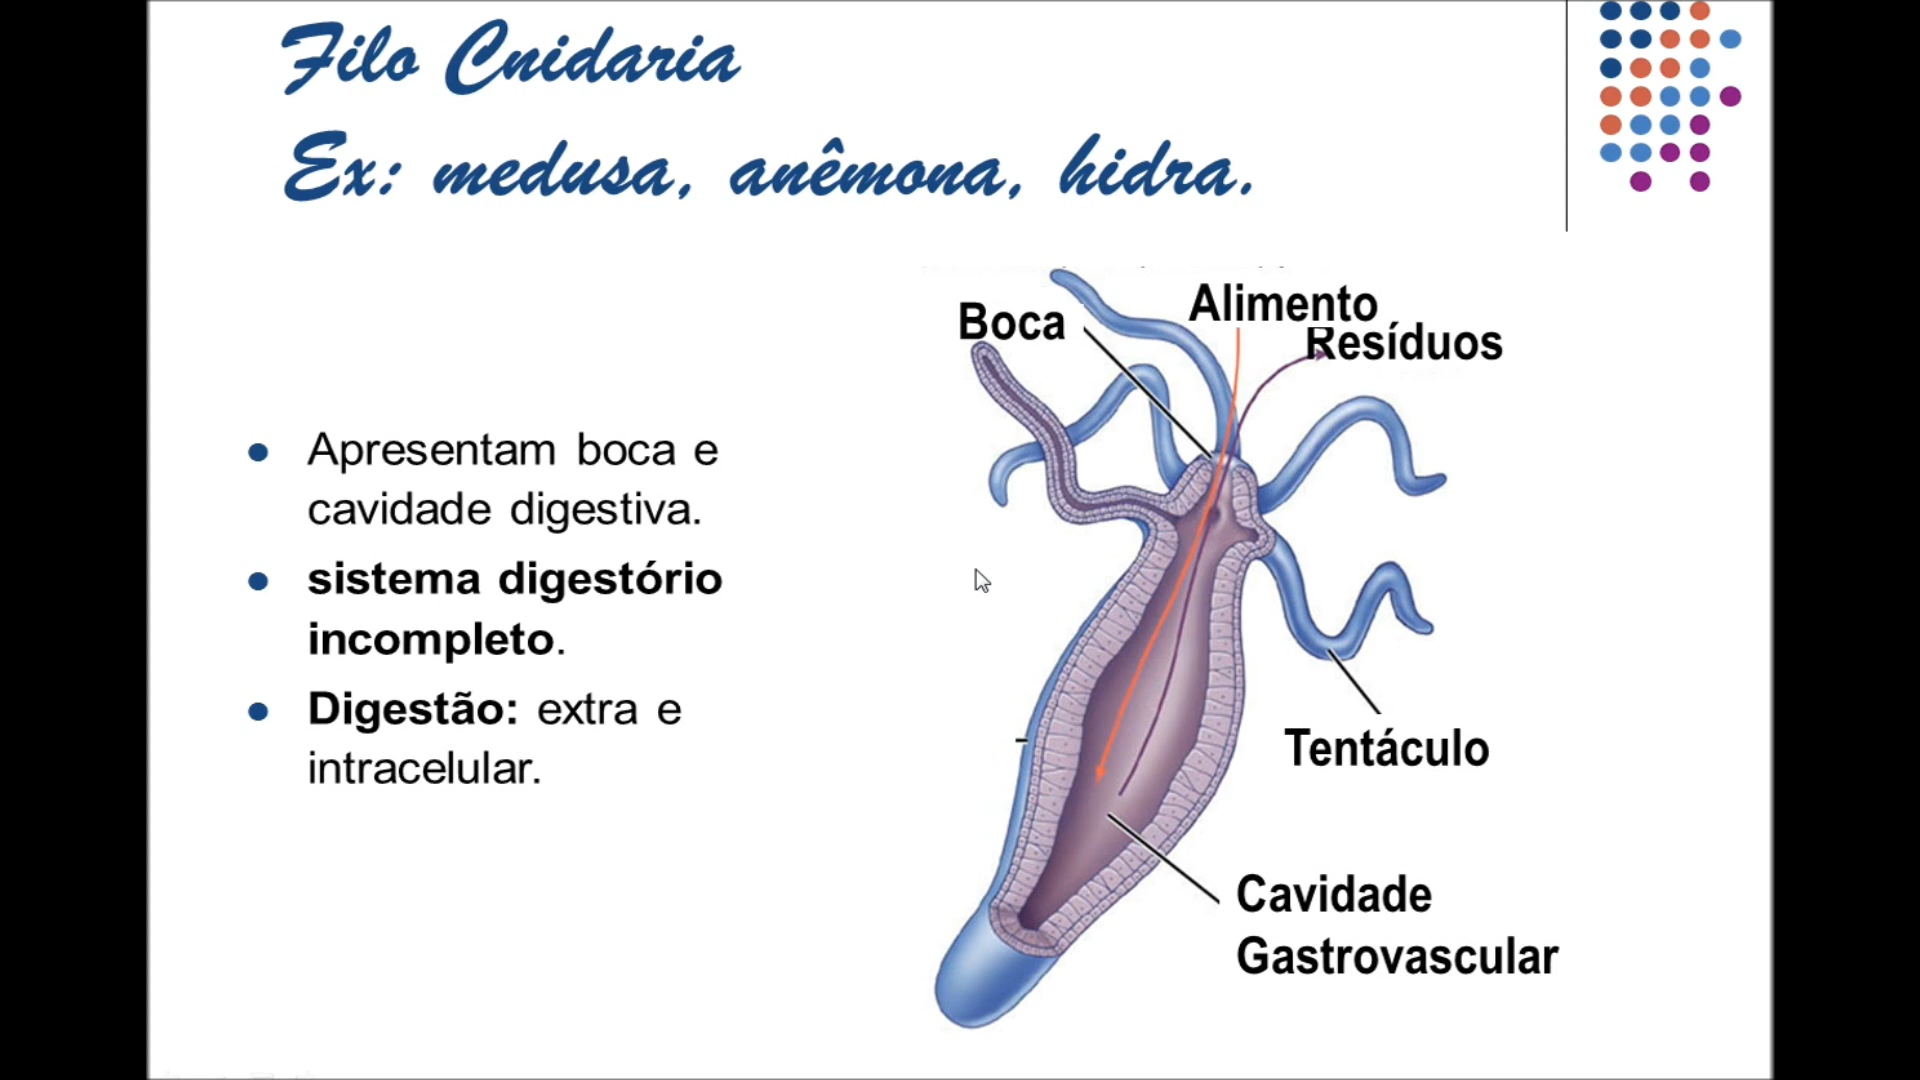 Filo Cnidaria
Ex: medusa, anêmona, hidra.
Apresentam boca e
cavidade digestiva.
sistema digestório
incompleto.
Digestão: extra e
intracelular.
Boca
Alimento
Resíduos
Tentáculo
Cavidade
Gastrovascular